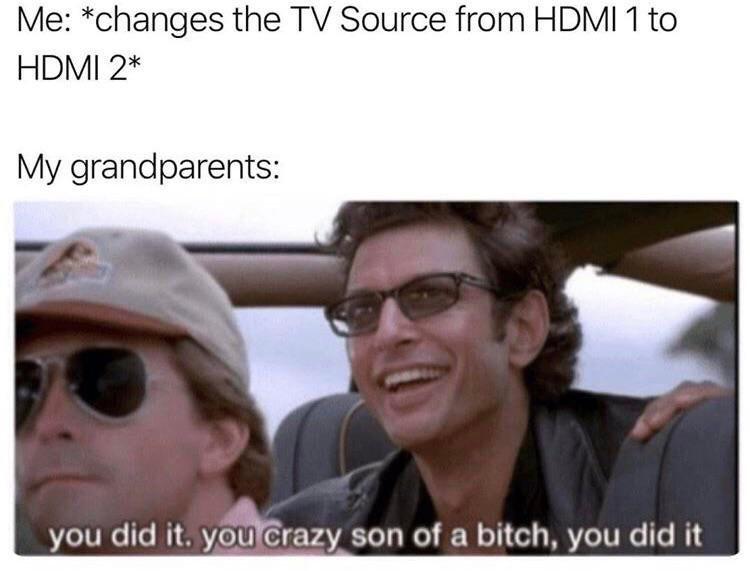 Me: *changes the TV Source from HDMI 1 to
HDMI 2*
My grandparents:
you did it. you crazy son of a bitch, you did it